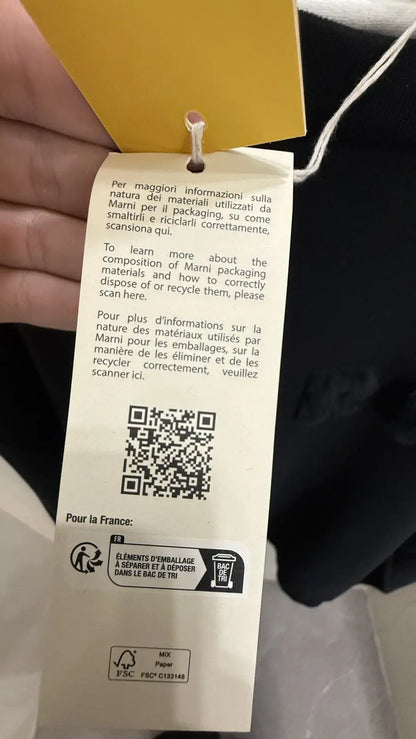 Per maggiori informazioni sulla
natura dei materiali utilizzati da
Marni per il packaging, su come
smaltirli e riciclarli correttamente,
scansiona qui.
To learn more about the
composition of Marni packaging
materials and how to correctly
dispose of or recycle them, please
scan here.
Pour plus d'informations sur la
nature des matériaux utilisés par
Marni pour les emballages, sur la
manière de les éliminer et de les
recycler correctement, veuillez
scanner ici.
Pour la France:
FR
ÉLÉMENTS D'EMBALLAGE
À SÉPARER ET À DÉPOSER
DANS LE BAC DE TRI
BAC
DE
TRI
FSC
MIX
Paper
FSC® C133148